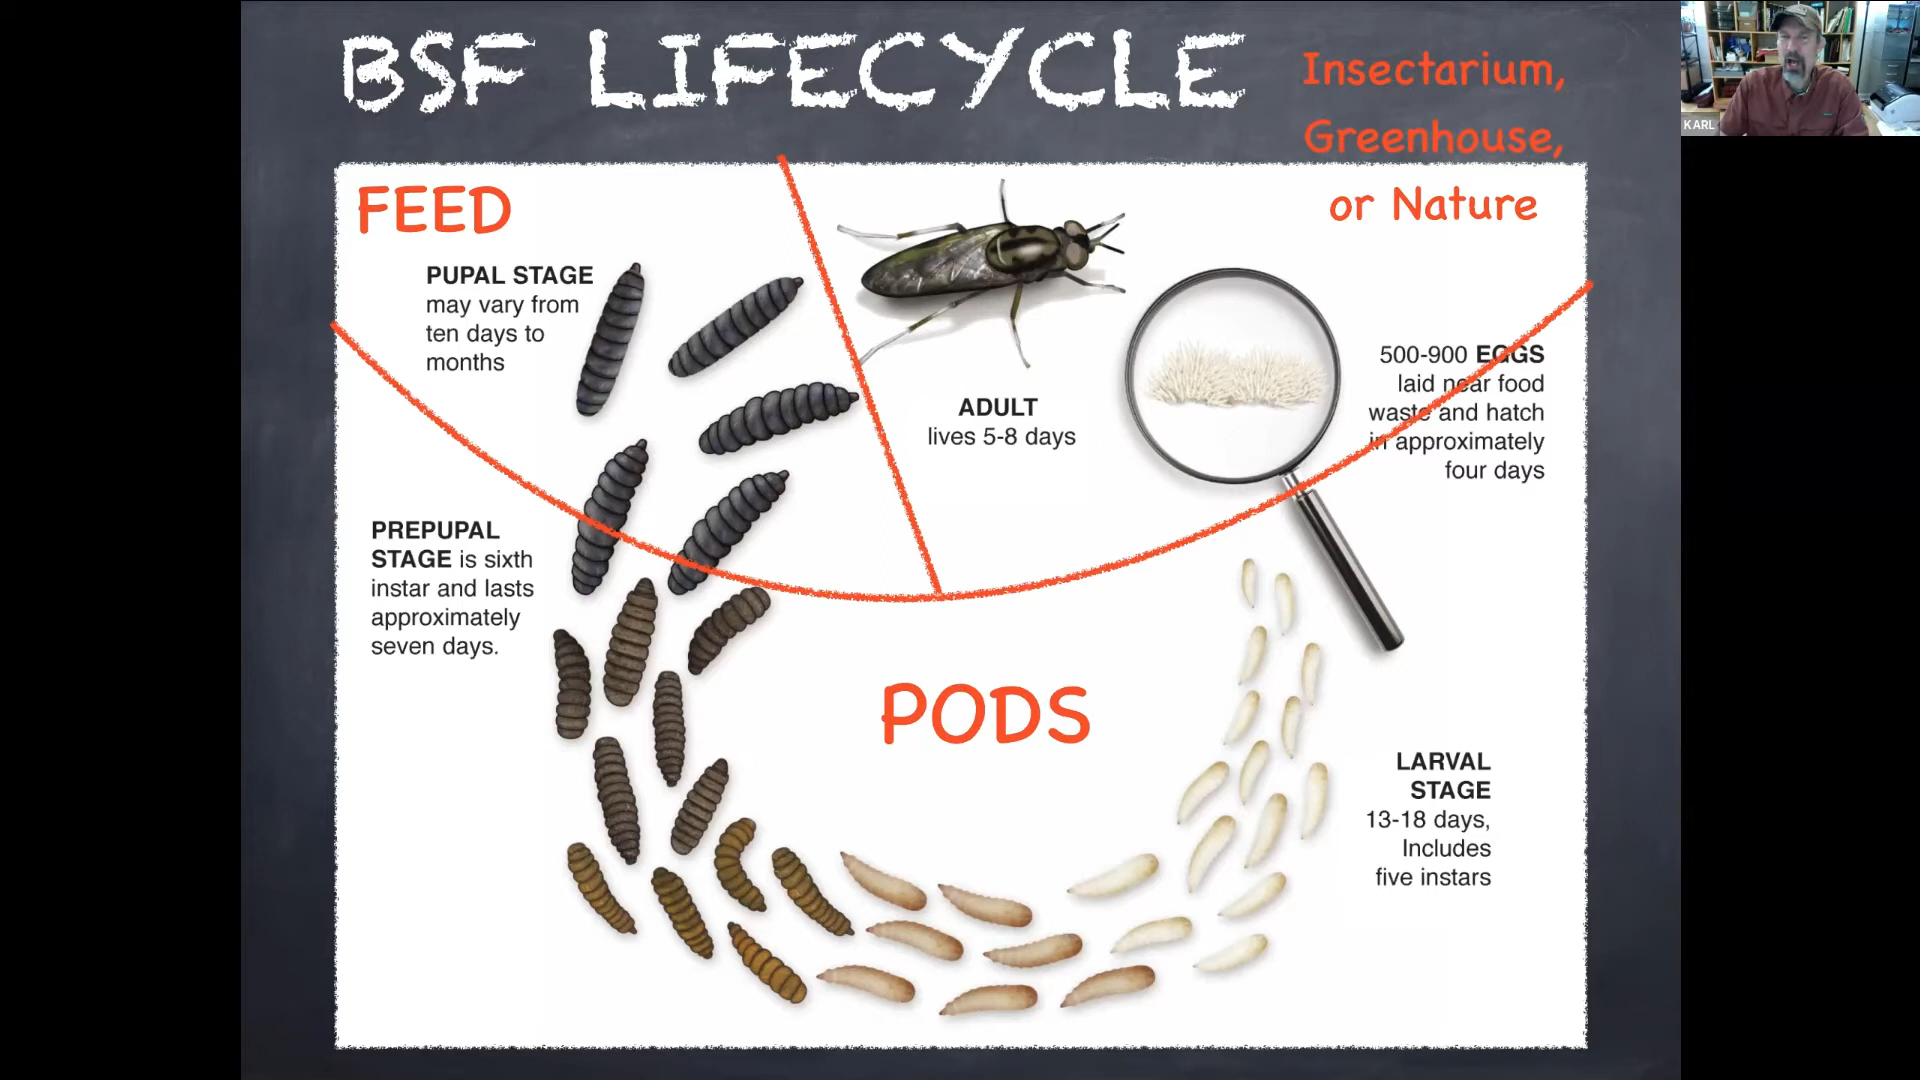 BSF LIFECYCLE
Insectarium,
Greenhouse,
or Nature
KARL
FEED
PUPAL STAGE
may vary from
ten days to
months
ADULT
lives 5-8 days
500-900 EGGS
laid near food
waste and hatch
in approximately
four days
PREPUPAL
STAGE is sixth
instar and lasts
approximately
seven days.
PODS
LARVAL
STAGE
13-18 days,
Includes
five instars